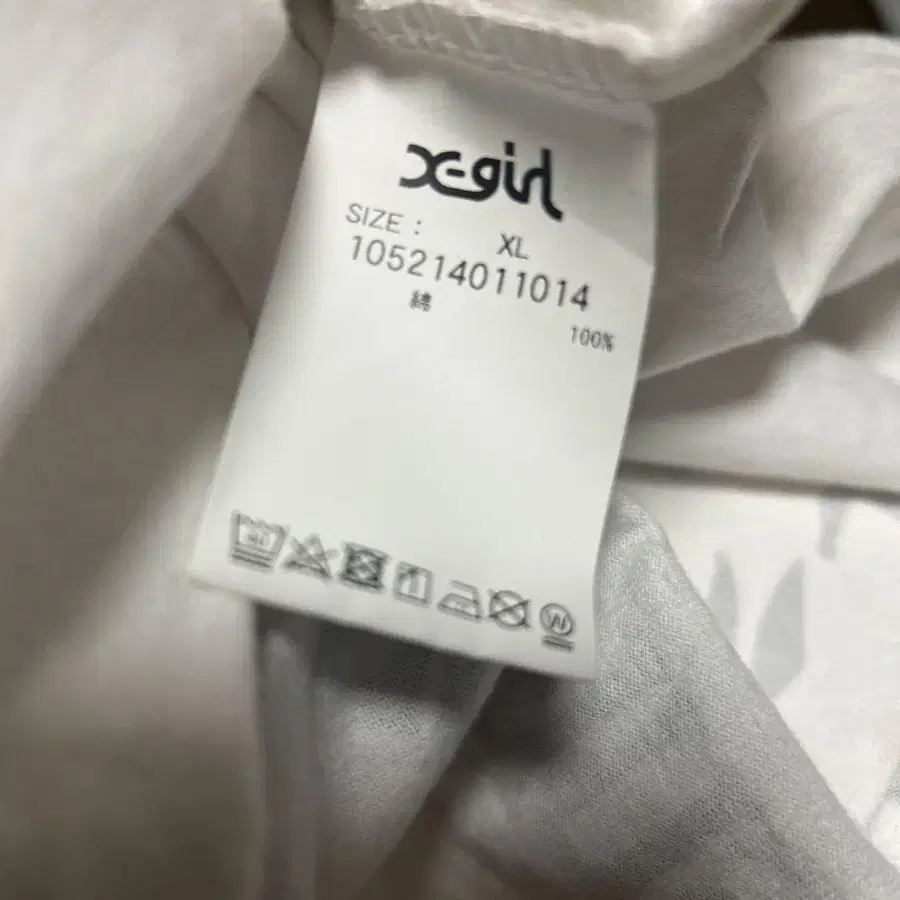 X-girl
SIZE : XL
105214011014
綿 100%